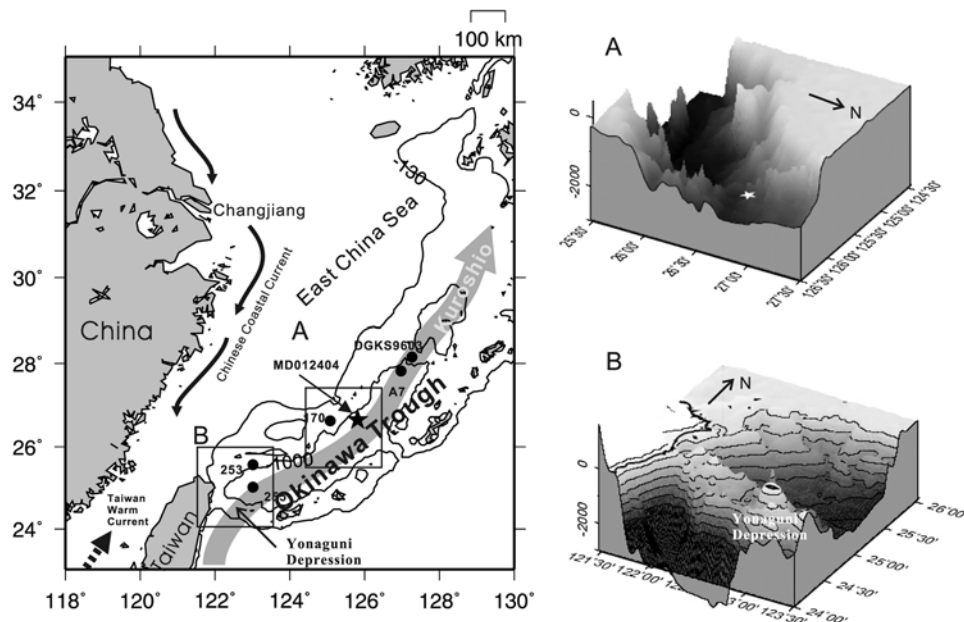 100 km
34°
32°
30°
28°
26°
24°
118°
120°
122°
124°
126°
128°
130°
Changjiang
China
Chinese Coastal Current
East China Sea
130
Kuroshio
A
DGKS9603
MD012404
A7
170
Okinawa Trough
B
253
1000
Taiwan
Warm
Current
Taiwan
Yonaguni
Depression
A
N
0
-2000
25˚30'
26˚00'
26˚30'
27˚00'
27˚30'
125˚30'
125˚00'
124˚30'
B
N
0
-2000
Yonaguni
Depression
121˚30'
122˚00'
123˚30'
24˚00'
24˚30'
25˚00'
25˚30'
26˚00'